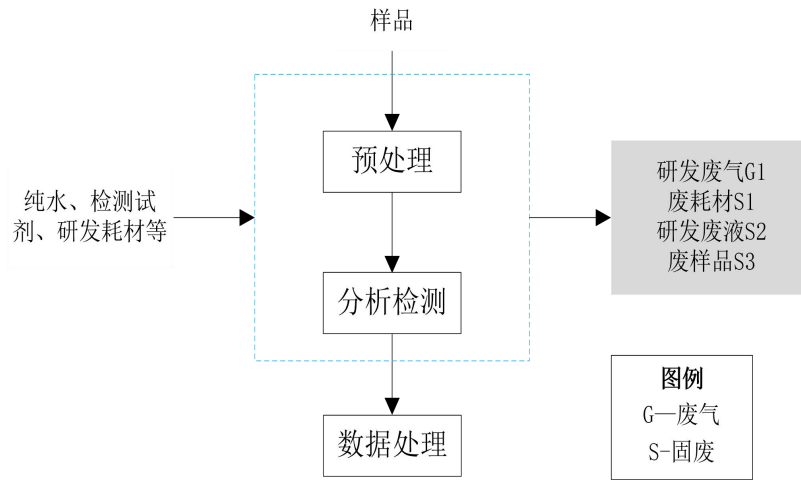 样品
预处理
纯水、检测试
剂、研发耗材等
研发废气G1
废耗材S1
研发废液S2
废样品S3
分析检测
数据处理
图例
G—废气
S-固废